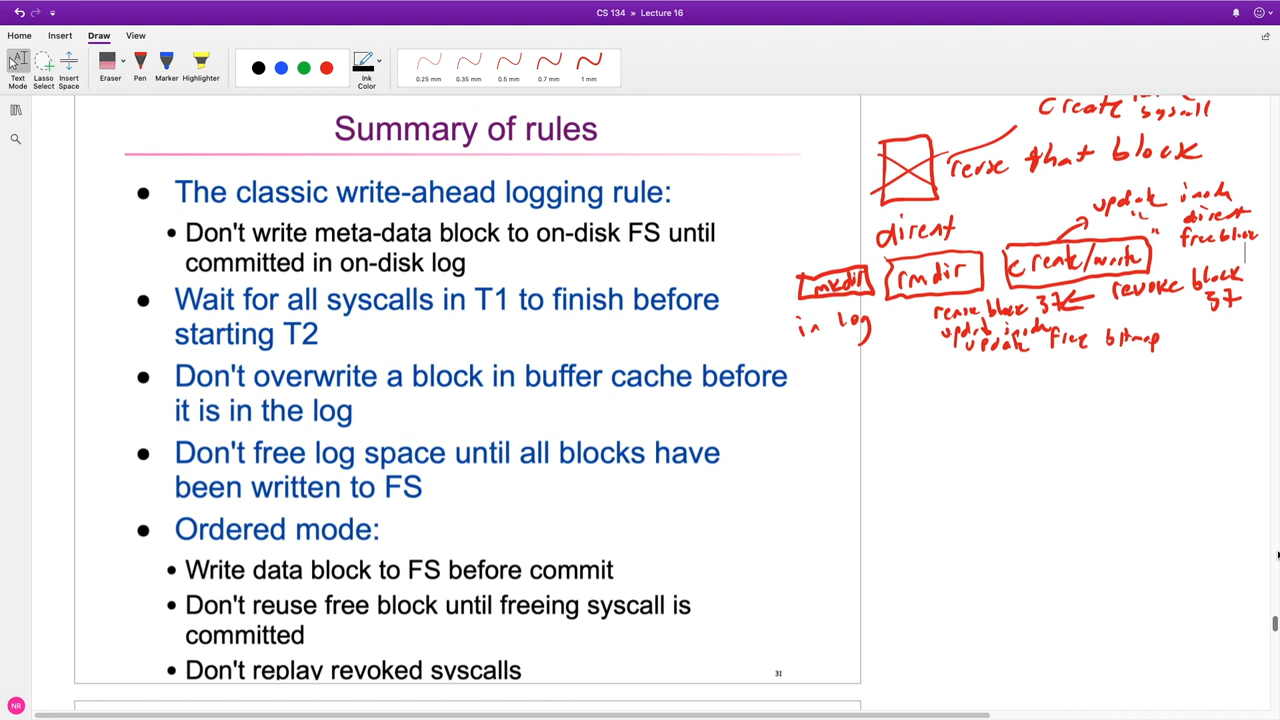 CS 134 » Lecture 16
Home Insert Draw View
Text Mode
Lasso Select
Insert Space
Eraser
Pen
Marker
Highlighter
Ink Color
0.25 mm 0.35 mm 0.5 mm 0.7 mm 1 mm
Summary of rules
● The classic write-ahead logging rule:
• Don't write meta-data block to on-disk FS until
committed in on-disk log
● Wait for all syscalls in T1 to finish before
starting T2
● Don't overwrite a block in buffer cache before
it is in the log
● Don't free log space until all blocks have
been written to FS
● Ordered mode:
• Write data block to FS before commit
• Don't reuse free block until freeing syscall is
committed
• Don't replay revoked syscalls
31
create
syscall
reuse that block
dirent
update inode
" dirent
" free block
mkdir
rmdir
create/write
in log
revoke block
37
reuse block 37
update inode
update free bitmap
NR